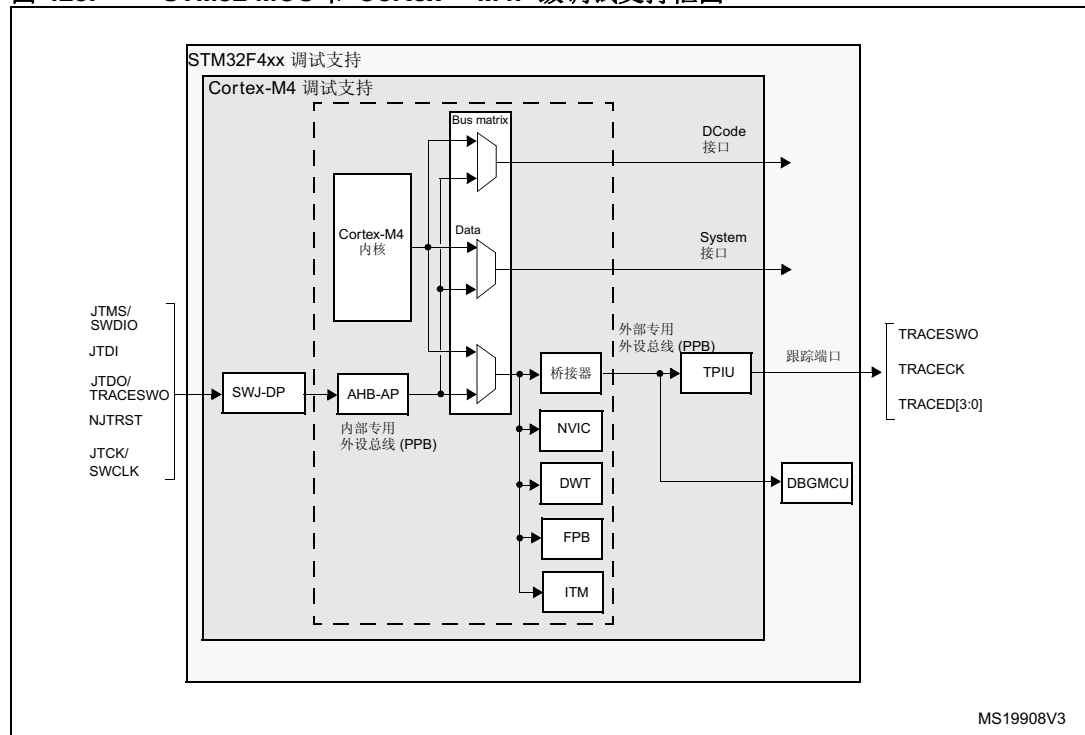 STM32F4xx 调试支持
Cortex-M4 调试支持
Bus matrix
DCode
接口
Cortex-M4
内核
Data
System
接口
JTMS/
SWDIO
JTDI
JTDO/
TRACESWO
NJTRST
JTCK/
SWCLK
SWJ-DP
AHB-AP
内部专用
外设总线 (PPB)
桥接器
NVIC
DWT
FPB
ITM
外部专用
外设总线 (PPB)
TPIU
跟踪端口
DBGMCU
TRACESWO
TRACECK
TRACED[3:0]
MS19908V3